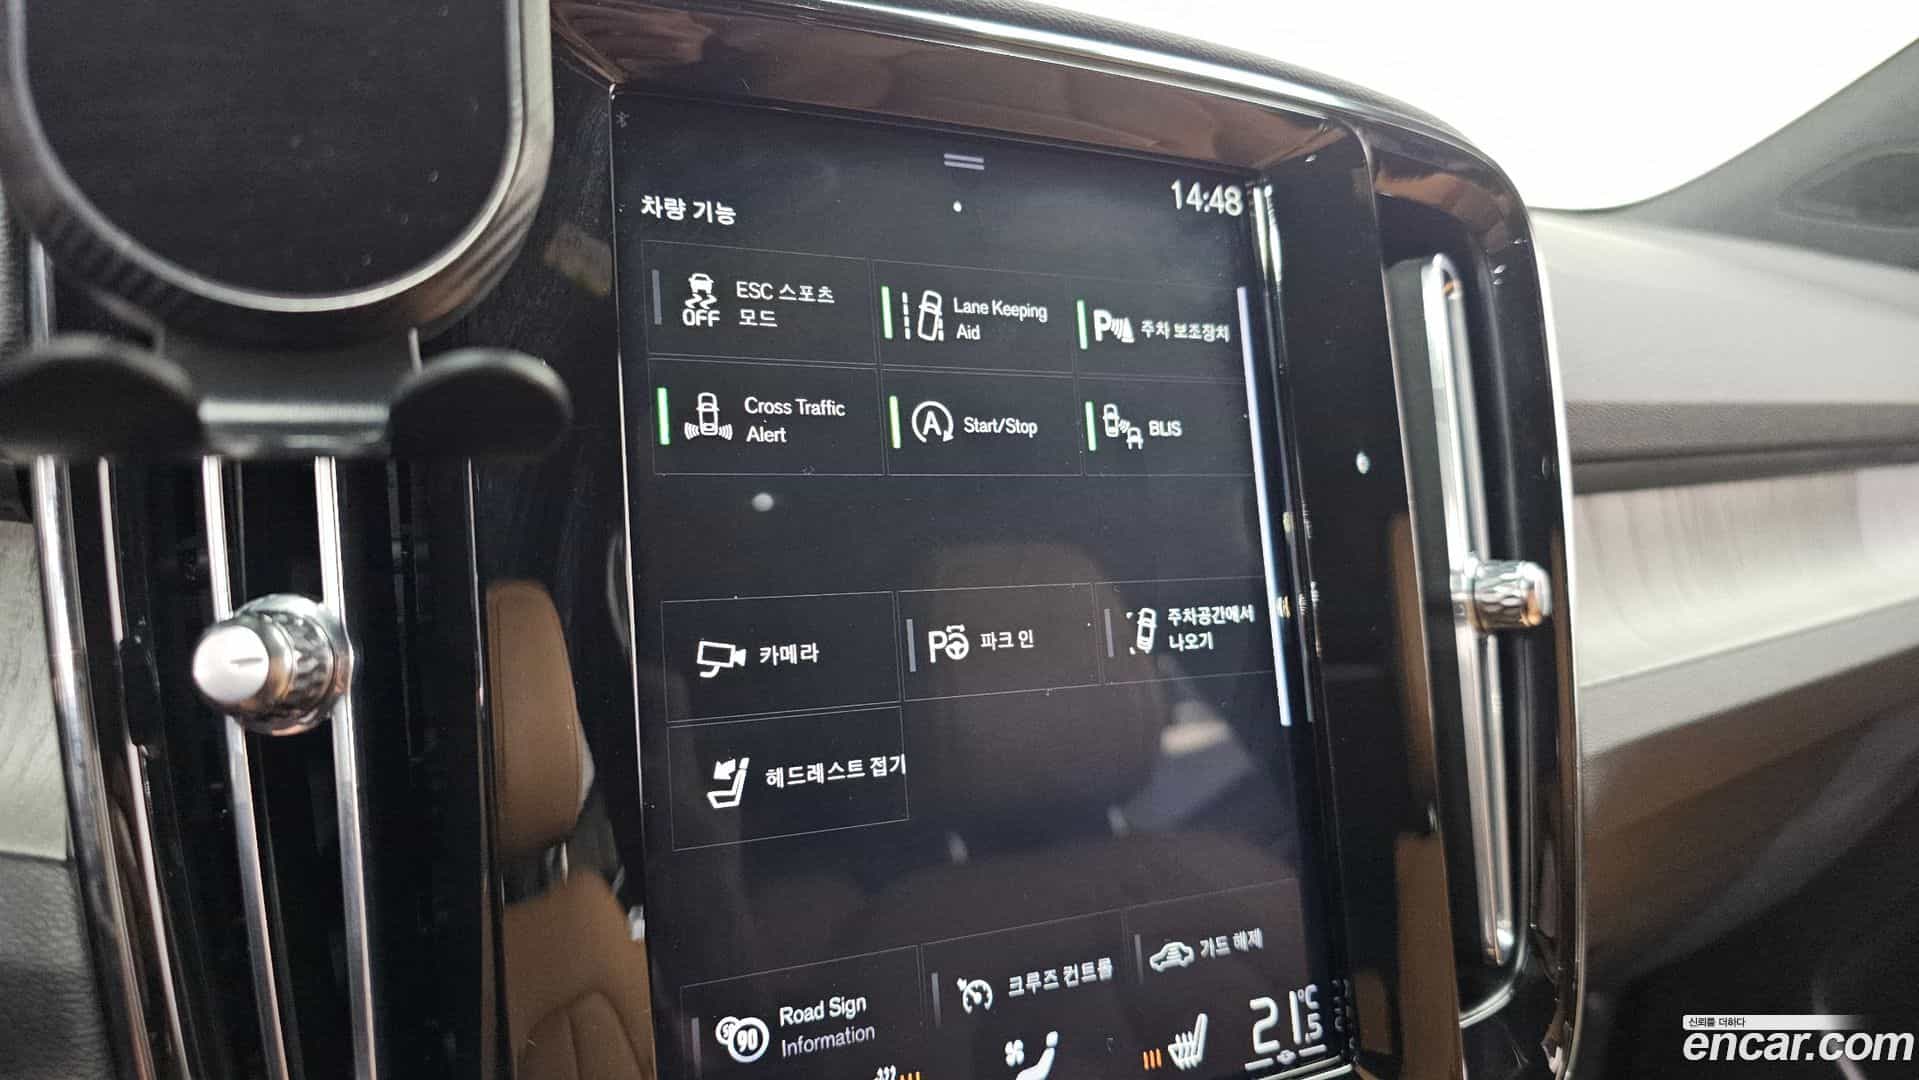 차량 기능
14:48
ESC 스포츠
모드
OFF
Lane Keeping
Aid
P 주차 보조장치
Cross Traffic
Alert
A Start/Stop
BLIS
카메라
P 파크 인
주차공간에서
나오기
헤드레스트 접기
Road Sign
Information
90
크루즈 컨트롤
가드 해제
21.5°C
신뢰를 더하다
encar.com